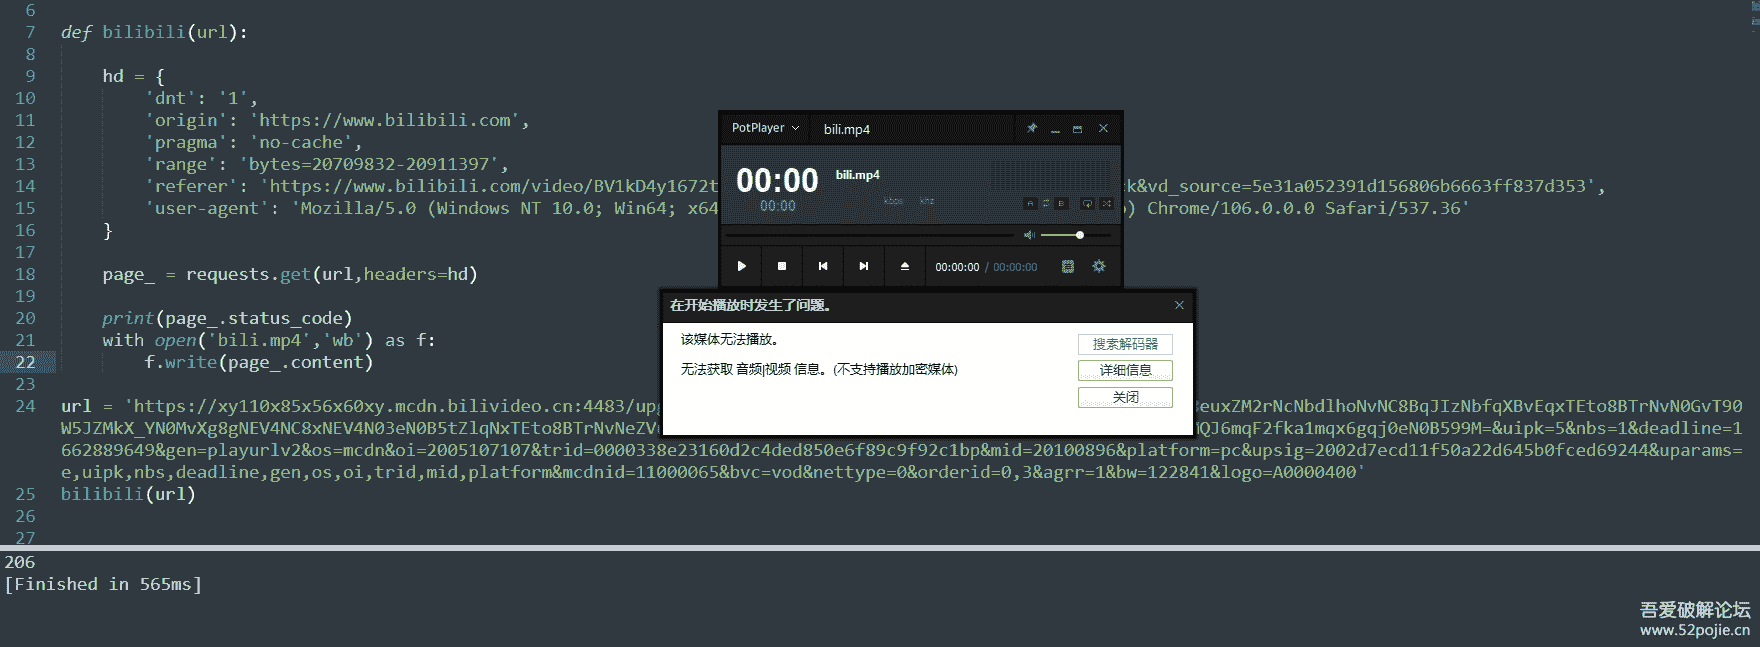 6
7 def bilibili(url):
8
9 hd = {
10 'dnt': '1',
11 'origin': 'https://www.bilibili.com',
12 'pragma': 'no-cache',
13 'range': 'bytes=20709832-20911397',
14 'referer': 'https://www.bilibili.com/video/BV1kD4y1672t
ck&vd_source=5e31a052391d156806b6663ff837d353',
15 'user-agent': 'Mozilla/5.0 (Windows NT 10.0; Win64; x64
) Chrome/106.0.0.0 Safari/537.36'
16 }
17
18 page_ = requests.get(url,headers=hd)
19
20 print(page_.status_code)
21 with open('bili.mp4','wb') as f:
22 f.write(page_.content)
23
24 url = 'https://xy110x85x56x60xy.mcdn.bilivideo.cn:4483/upg
euxZM2rNcNbdlhoNvNC8BqJIzNbfqXBvEqxTEto8BTrNvN0GvT90
W5JZMkX_YN0MvXg8gNEV4NC8xNEV4N03eN0B5tZlqNxTEto8BTrNvNeZV
QJ6mqF2fka1mqx6gqj0eN0B599M=&uipk=5&nbs=1&deadline=1
662889649&gen=playurlv2&os=mcdn&oi=2005107107&trid=0000338e23160d2c4ded850e6f89c9f92c1bp&mid=20100896&platform=pc&upsig=2002d7ecd11f50a22d645b0fced69244&uparams=
e,uipk,nbs,deadline,gen,os,oi,trid,mid,platform&mcdnid=11000065&bvc=vod&nettype=0&orderid=0,3&agrr=1&bw=122841&logo=A0000400'
25 bilibili(url)
26
27
PotPlayer
bili.mp4
00:00
bili.mp4
00:00
kbps
khz
A
B
00:00:00 / 00:00:00
在开始播放时发生了问题。
该媒体无法播放。
无法获取 音频|视频 信息。(不支持播放加密媒体)
搜索解码器
详细信息
关闭
206
[Finished in 565ms]
吾爱破解论坛
www.52pojie.cn